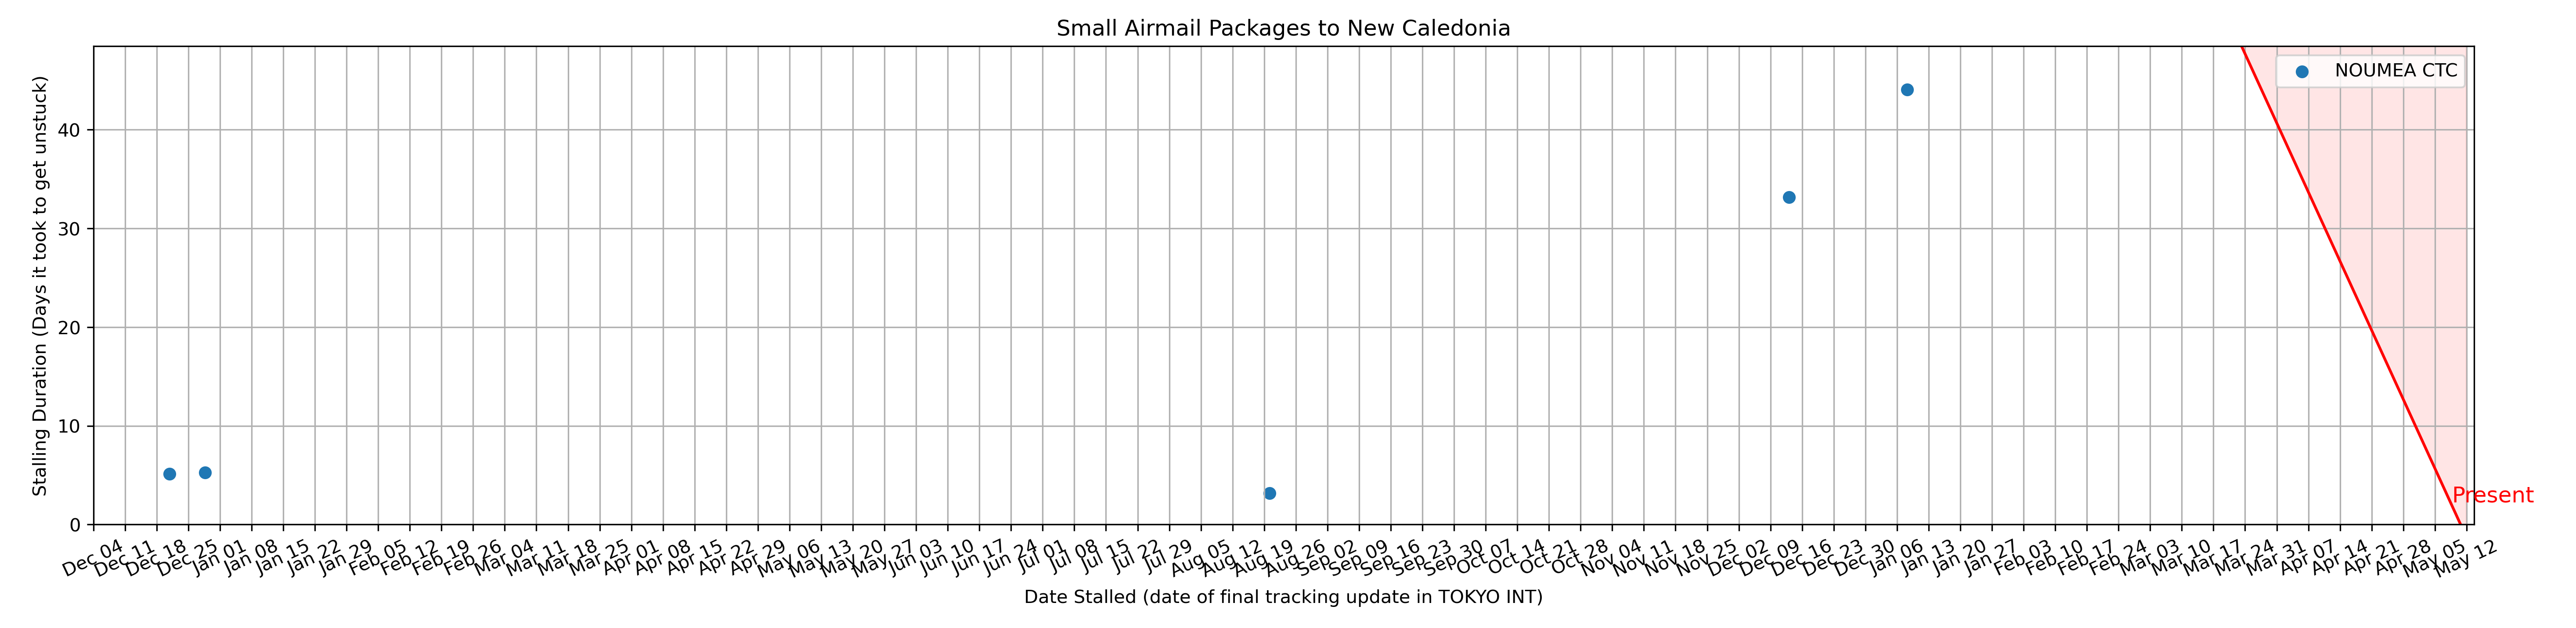 Small Airmail Packages to New Caledonia
NOUMEA CTC
Stalling Duration (Days it took to get unstuck)
40
30
20
10
0
Present
Dec 04
Dec 11
Dec 18
Dec 25
Jan 01
Jan 08
Jan 15
Jan 22
Jan 29
Feb 05
Feb 12
Feb 19
Feb 26
Mar 04
Mar 11
Mar 18
Mar 25
Apr 01
Apr 08
Apr 15
Apr 22
Apr 29
May 06
May 13
May 20
May 27
Jun 03
Jun 10
Jun 17
Jun 24
Jul 01
Jul 08
Jul 15
Jul 22
Jul 29
Aug 05
Aug 12
Aug 19
Aug 26
Sep 02
Sep 09
Sep 16
Sep 23
Sep 30
Oct 07
Oct 14
Oct 21
Oct 28
Nov 04
Nov 11
Nov 18
Nov 25
Dec 02
Dec 09
Dec 16
Dec 23
Dec 30
Jan 06
Jan 13
Jan 20
Jan 27
Feb 03
Feb 10
Feb 17
Feb 24
Mar 03
Mar 10
Mar 17
Mar 24
Mar 31
Apr 07
Apr 14
Apr 21
Apr 28
May 05
May 12
Date Stalled (date of final tracking update in TOKYO INT)